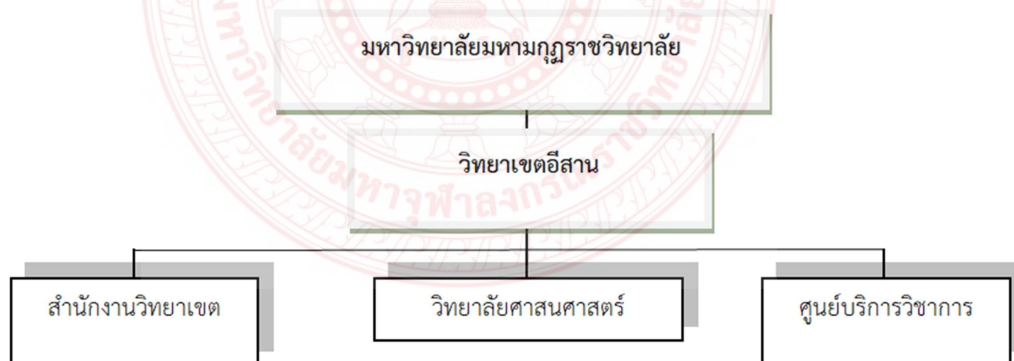 มหาวิทยาลัยมหามกุฏราชวิทยาลัย
วิทยาเขตอีสาน
สำนักงานวิทยาเขต
วิทยาลัยศาสนศาสตร์
ศูนย์บริการวิชาการ